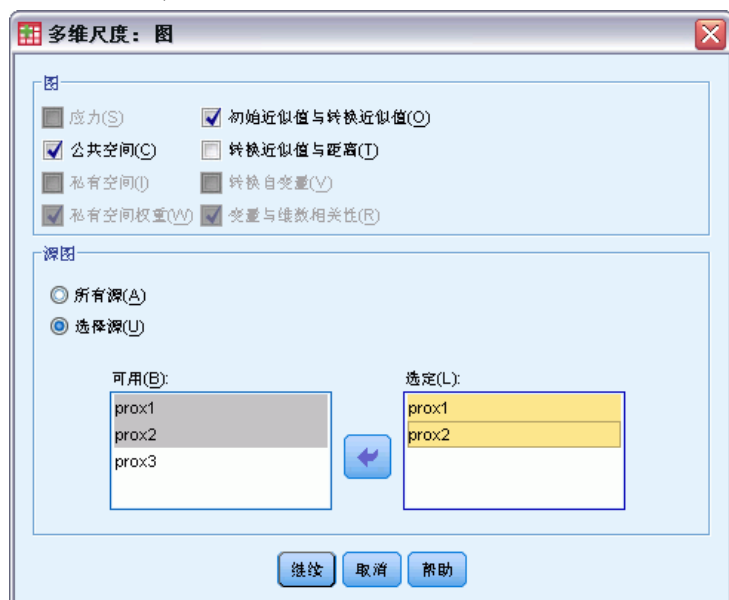 多维尺度：图
图
应力(S) 初始近似值与转换近似值(O)
公共空间(C) 转换近似值与距离(T)
私有空间(I) 转换自变量(V)
私有空间权重(W) 变量与维数相关性(R)
源图
所有源(A)
选择源(U)
可用(B): 选定(L):
prox1 prox1
prox2 prox2
prox3
继续 取消 帮助